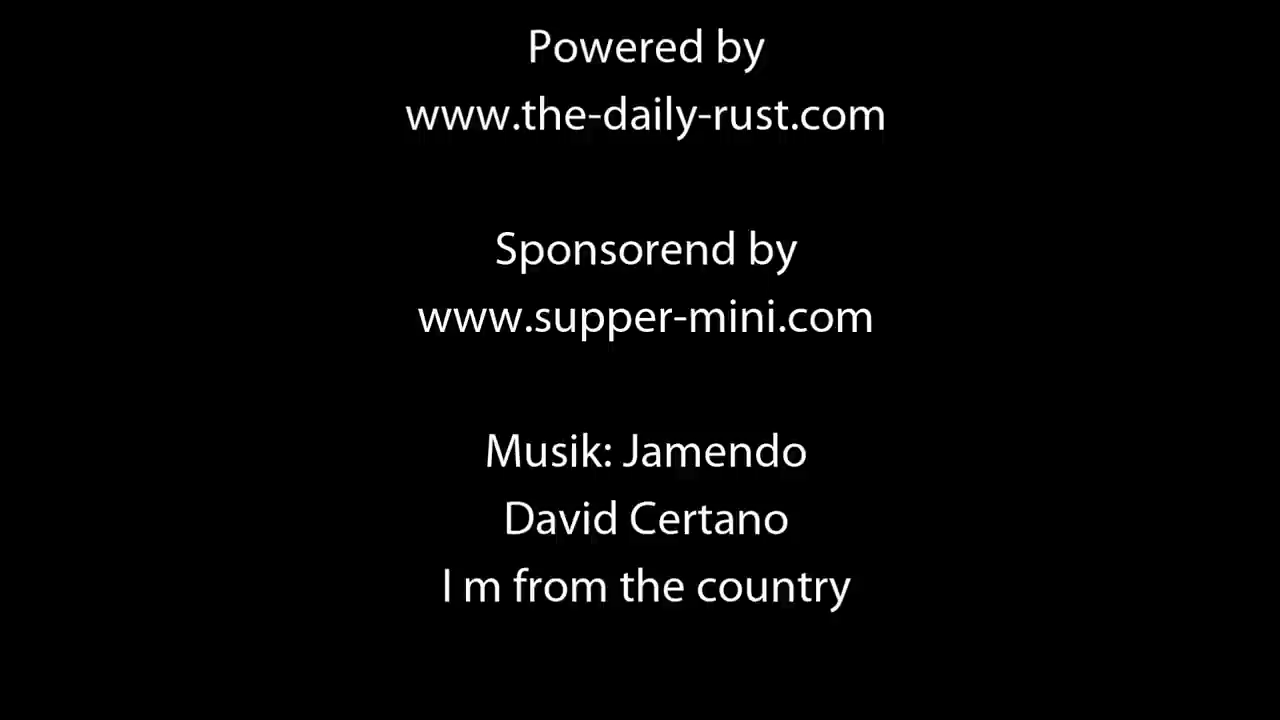 Powered by
www.the-daily-rust.com
Sponsorend by
www.supper-mini.com
Musik: Jamendo
David Certano
I m from the country